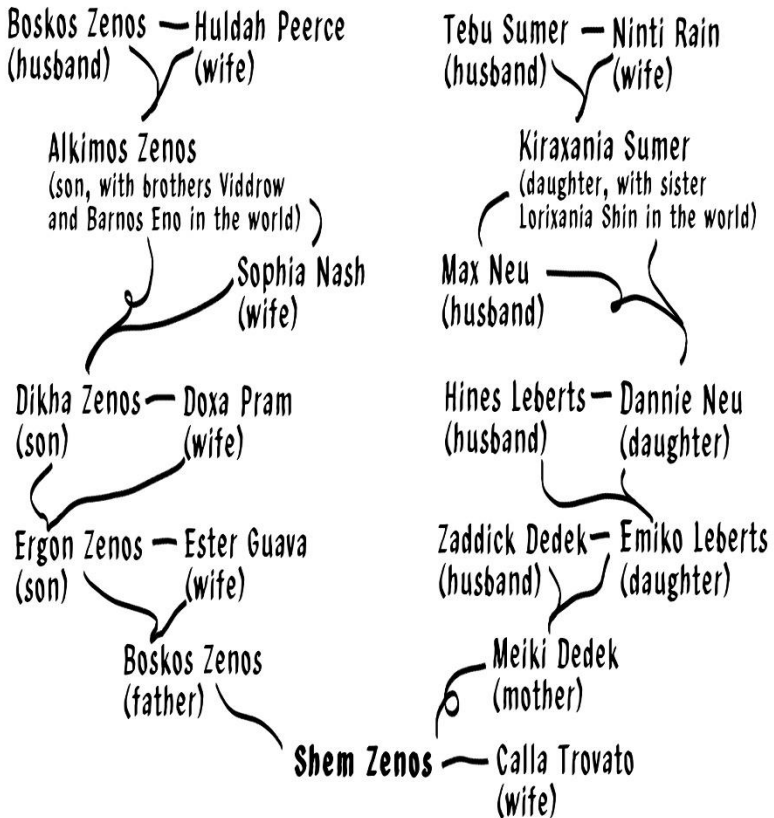 Boskos Zenos – Huldah Peerce
(husband) (wife)
Tebu Sumer – Ninti Rain
(husband) (wife)
Alkimos Zenos
(son, with brothers Viddrow
and Barnos Eno in the world)
Kiraxania Sumer
(daughter, with sister
Lorixania Shin in the world)
Sophia Nash
(wife)
Max Neu
(husband)
Dikha Zenos – Doxa Pram
(son) (wife)
Hines Leberts – Dannie Neu
(husband) (daughter)
Ergon Zenos – Ester Guava
(son) (wife)
Zaddick Dedek – Emiko Leberts
(husband) (daughter)
Boskos Zenos
(father)
Meiki Dedek
(mother)
Shem Zenos – Calla Trovato
(wife)